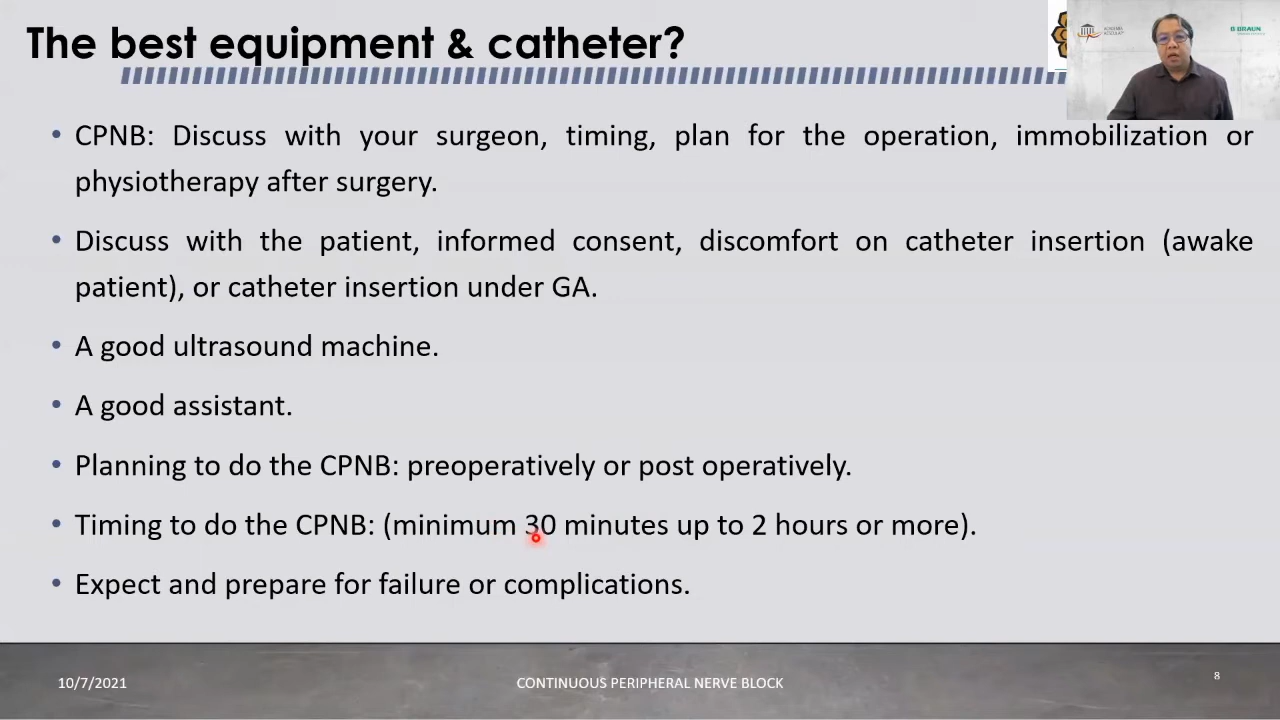 The best equipment & catheter?
B BRAUN
• CPNB: Discuss with your surgeon, timing, plan for the operation, immobilization or
physiotherapy after surgery.
• Discuss with the patient, informed consent, discomfort on catheter insertion (awake
patient), or catheter insertion under GA.
• A good ultrasound machine.
• A good assistant.
• Planning to do the CPNB: preoperatively or post operatively.
• Timing to do the CPNB: (minimum 30 minutes up to 2 hours or more).
• Expect and prepare for failure or complications.
10/7/2021
CONTINUOUS PERIPHERAL NERVE BLOCK
8